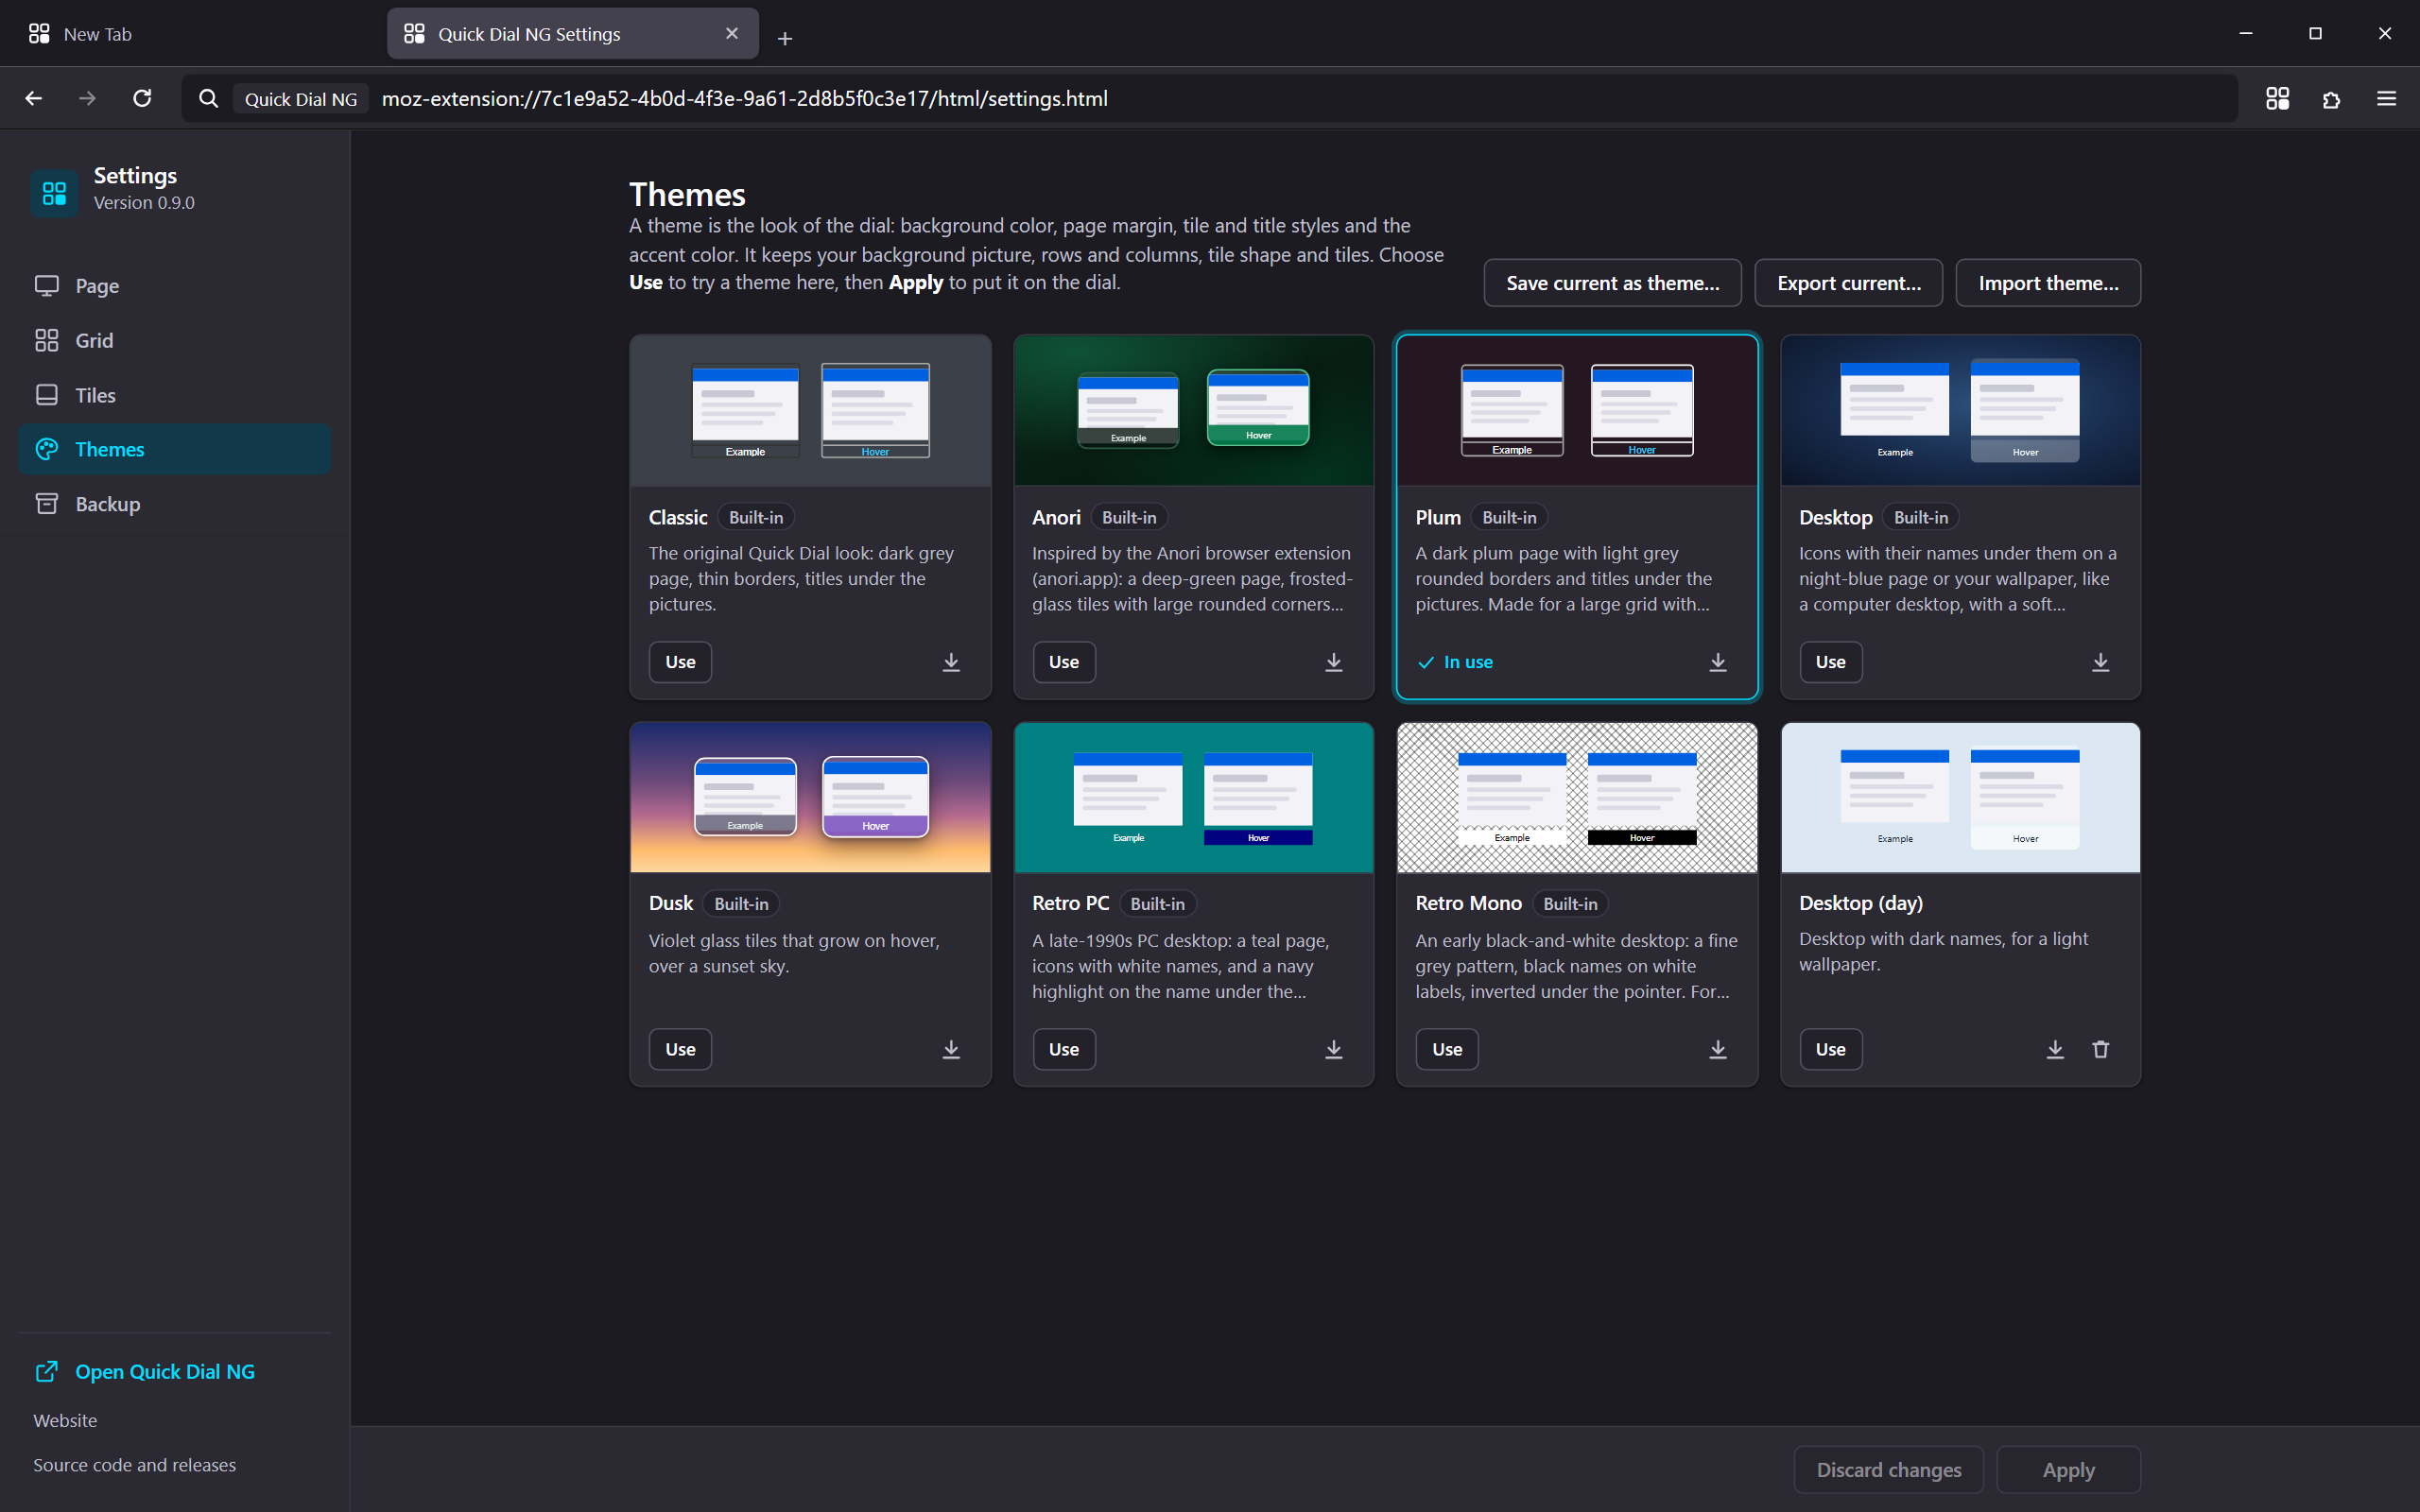 New Tab
Quick Dial NG Settings
Quick Dial NG
moz-extension://7c1e9a52-4b0d-4f3e-9a61-2d8b5f0c3e17/html/settings.html
Settings
Version 0.9.0
Page
Grid
Tiles
Themes
Backup
Open Quick Dial NG
Website
Source code and releases
Themes
A theme is the look of the dial: background color, page margin, tile and title styles and the
accent color. It keeps your background picture, rows and columns, tile shape and tiles. Choose
Use to try a theme here, then Apply to put it on the dial.
Save current as theme...
Export current...
Import theme...
Example
Hover
Classic
Built-in
The original Quick Dial look: dark grey
page, thin borders, titles under the
pictures.
Use
Example
Hover
Anori
Built-in
Inspired by the Anori browser extension
(anori.app): a deep-green page, frosted-
glass tiles with large rounded corners...
Use
Example
Hover
Plum
Built-in
A dark plum page with light grey
rounded borders and titles under the
pictures. Made for a large grid with...
In use
Example
Hover
Desktop
Built-in
Icons with their names under them on a
night-blue page or your wallpaper, like
a computer desktop, with a soft...
Use
Example
Hover
Dusk
Built-in
Violet glass tiles that grow on hover,
over a sunset sky.
Use
Example
Hover
Retro PC
Built-in
A late-1990s PC desktop: a teal page,
icons with white names, and a navy
highlight on the name under the...
Use
Example
Hover
Retro Mono
Built-in
An early black-and-white desktop: a fine
grey pattern, black names on white
labels, inverted under the pointer. For...
Use
Example
Hover
Desktop (day)
Desktop with dark names, for a light
wallpaper.
Use
Discard changes
Apply